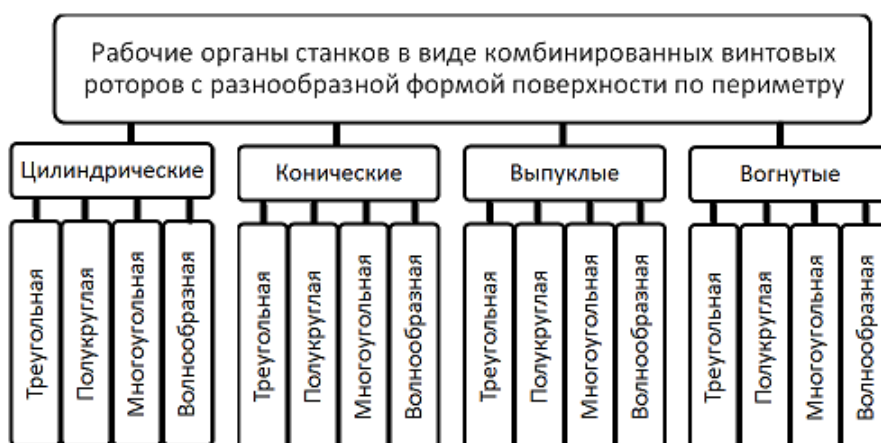 Рабочие органы станков в виде комбинированных винтовых
роторов с разнообразной формой поверхности по периметру
Цилиндрические
Конические
Выпуклые
Вогнутые
Треугольная
Полукруглая
Многоугольная
Волнообразная
Треугольная
Полукруглая
Многоугольная
Волнообразная
Треугольная
Полукруглая
Многоугольная
Волнообразная
Треугольная
Полукруглая
Многоугольная
Волнообразная